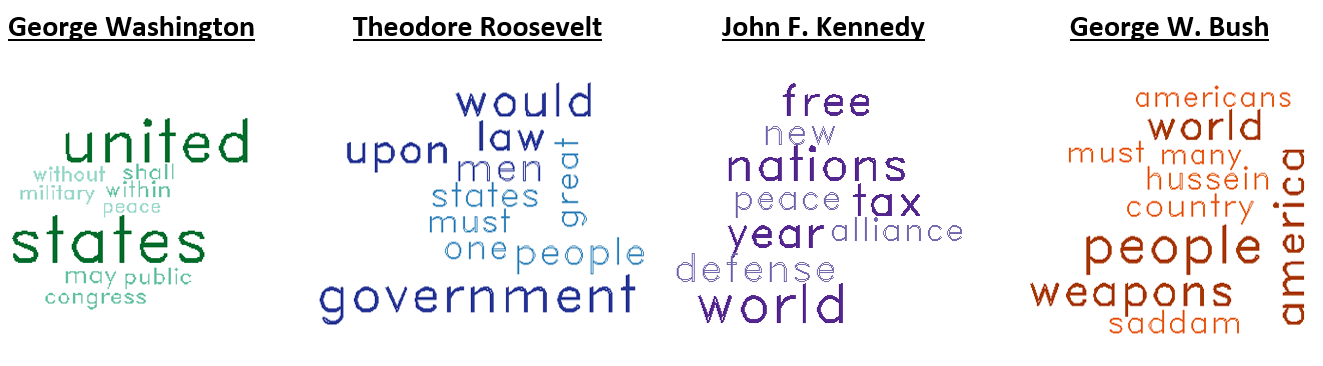 George Washington
united
without shall
military within
peace
states
may public
congress
Theodore Roosevelt
would
law
upon
men
great
states
must
one people
government
John F. Kennedy
free
new
nations
peace tax
year alliance
defense
world
George W. Bush
americans
world
must many
hussein
country
america
people
weapons
saddam